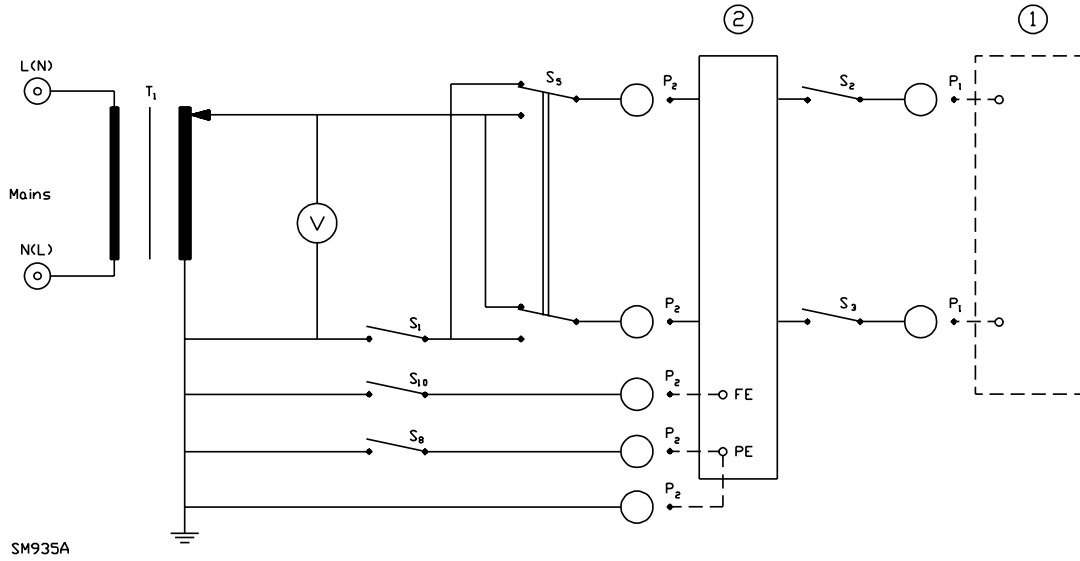 2 1
L(N)
T1
S5 P2 S2 P1
Mains
V
N(L)
P2 S3 P1
S1
P2
S10 FE
P2
S8 PE
P2
SM935A